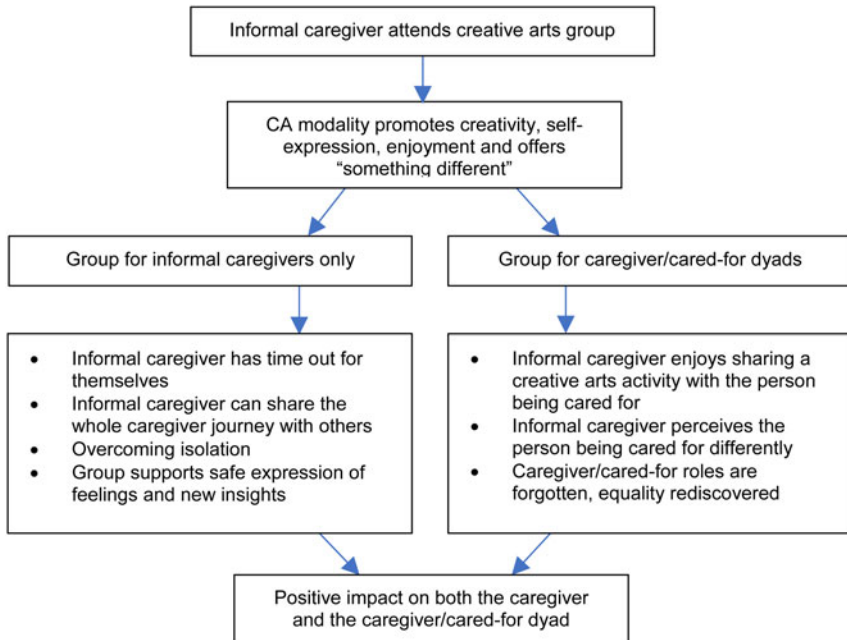 Informal caregiver attends creative arts group
CA modality promotes creativity, self-
expression, enjoyment and offers
“something different”
Group for informal caregivers only
Group for caregiver/cared-for dyads
• Informal caregiver has time out for
themselves
• Informal caregiver can share the
whole caregiver journey with others
• Overcoming isolation
• Group supports safe expression of
feelings and new insights
• Informal caregiver enjoys sharing a
creative arts activity with the person
being cared for
• Informal caregiver perceives the
person being cared for differently
• Caregiver/cared-for roles are
forgotten, equality rediscovered
Positive impact on both the caregiver
and the caregiver/cared-for dyad